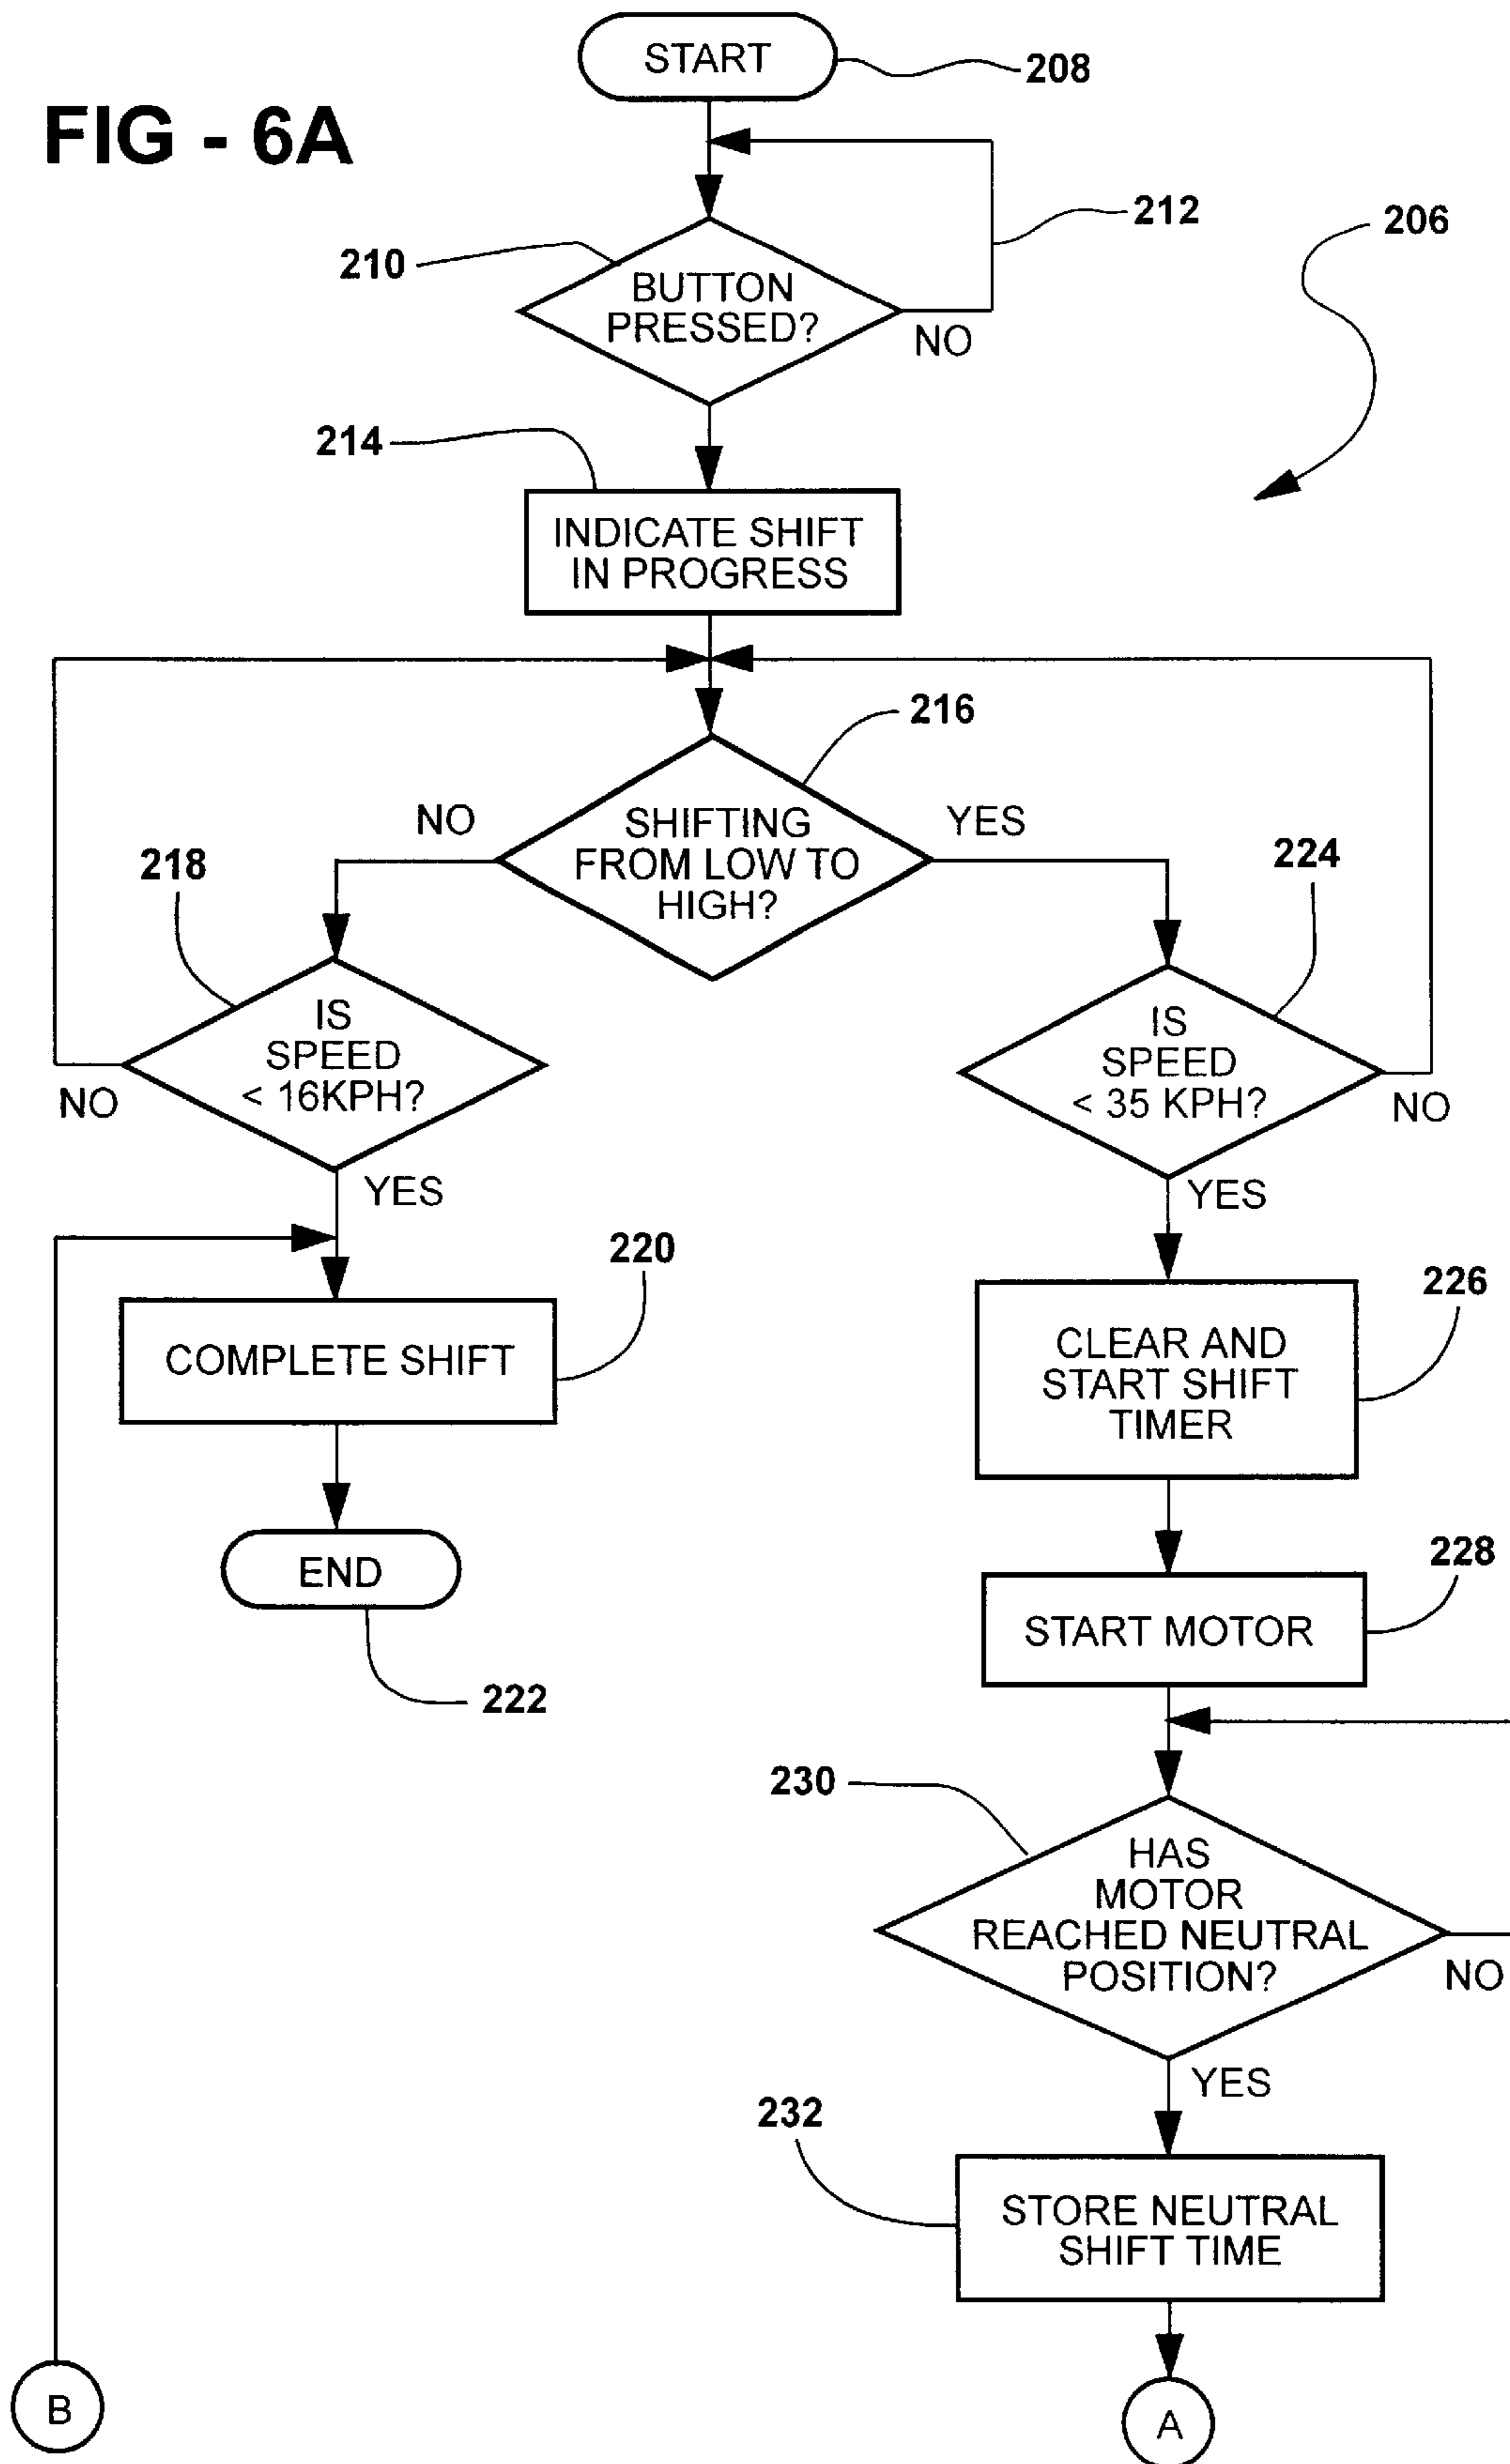 FIG - 6A
START
208
212
206
210
BUTTON
PRESSED?
NO
214
INDICATE SHIFT
IN PROGRESS
216
NO
SHIFTING
FROM LOW TO
HIGH?
YES
218
224
IS
SPEED
< 16KPH?
NO
YES
IS
SPEED
< 35 KPH?
NO
YES
220
COMPLETE SHIFT
226
CLEAR AND
START SHIFT
TIMER
END
222
228
START MOTOR
230
HAS
MOTOR
REACHED NEUTRAL
POSITION?
NO
YES
232
STORE NEUTRAL
SHIFT TIME
B
A